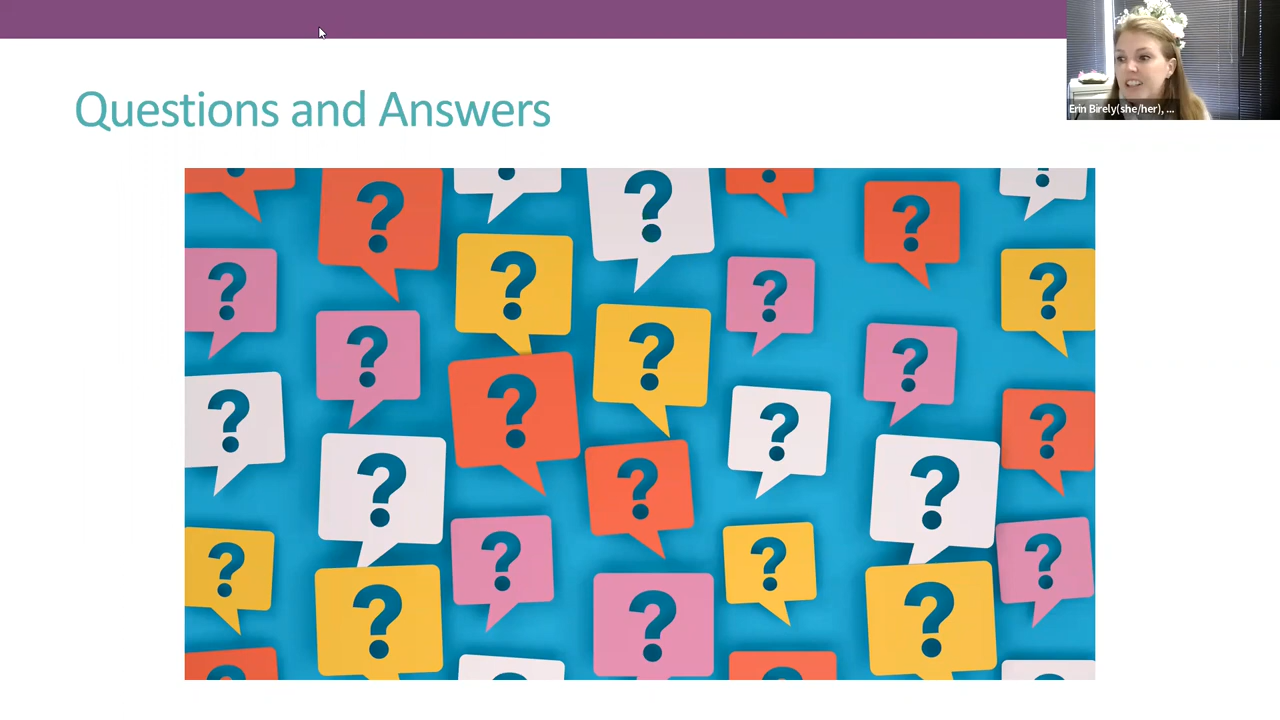 Questions and Answers
Erin Birely(she/her), ...
? ? ? ? ? ? ? ? ? ? ? ? ? ? ? ? ? ? ? ? ? ? ? ?